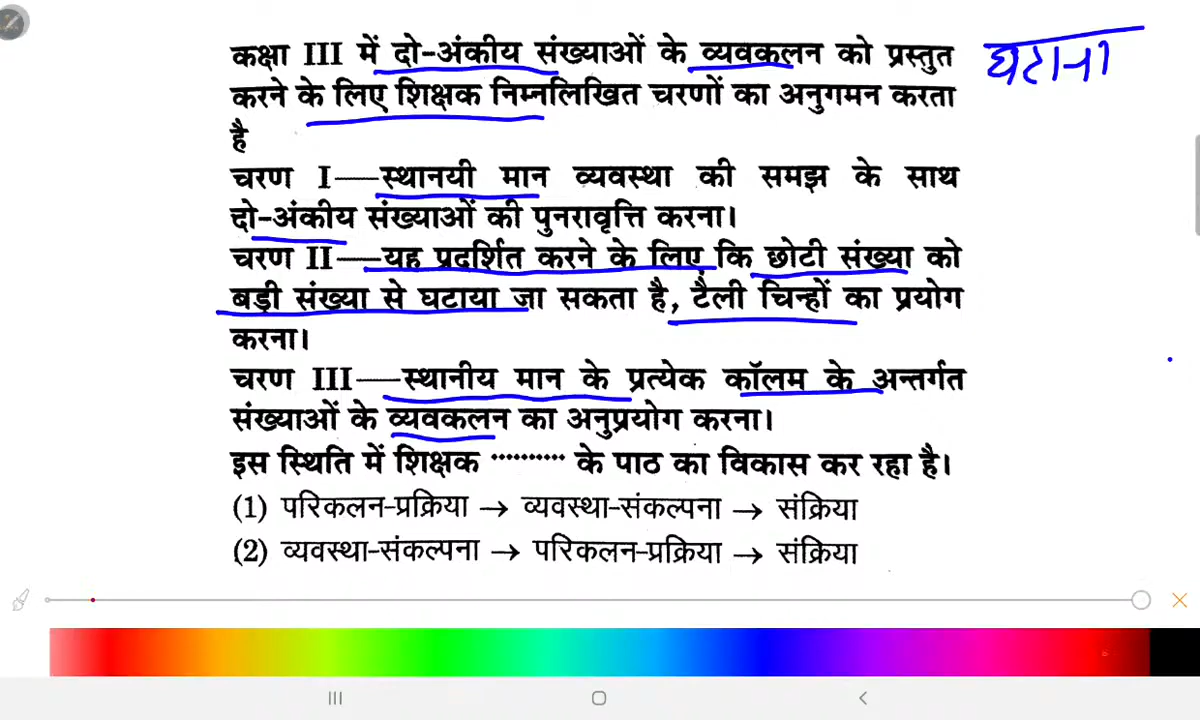 कक्षा III में दो-अंकीय संख्याओं के व्यवकलन को प्रस्तुत
घटाना
करने के लिए शिक्षक निम्नलिखित चरणों का अनुगमन करता
है
चरण I—स्थानयी मान व्यवस्था की समझ के साथ
दो-अंकीय संख्याओं की पुनरावृत्ति करना।
चरण II—यह प्रदर्शित करने के लिए कि छोटी संख्या को
बड़ी संख्या से घटाया जा सकता है, टैली चिन्हों का प्रयोग
करना।
चरण III—स्थानीय मान के प्रत्येक कॉलम के अन्तर्गत
संख्याओं के व्यवकलन का अनुप्रयोग करना।
इस स्थिति में शिक्षक .......... के पाठ का विकास कर रहा है।
(1) परिकलन-प्रक्रिया → व्यवस्था-संकल्पना → संक्रिया
(2) व्यवस्था-संकल्पना → परिकलन-प्रक्रिया → संक्रिया